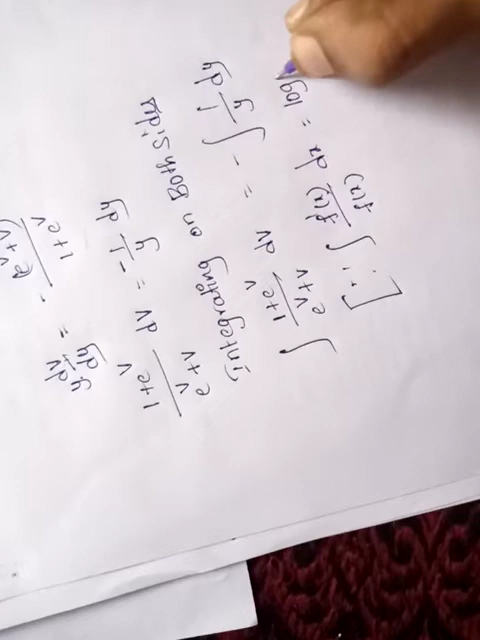 y dv/dy = - (e^v+v)/(1+e^v)
(1+e^v)/(e^v+v) dv = - 1/y dy
integrating on Both Sides
∫ (1+e^v)/(e^v+v) dv = - ∫ 1/y dy
[∵ ∫ f'(x)/f(x) dx = log